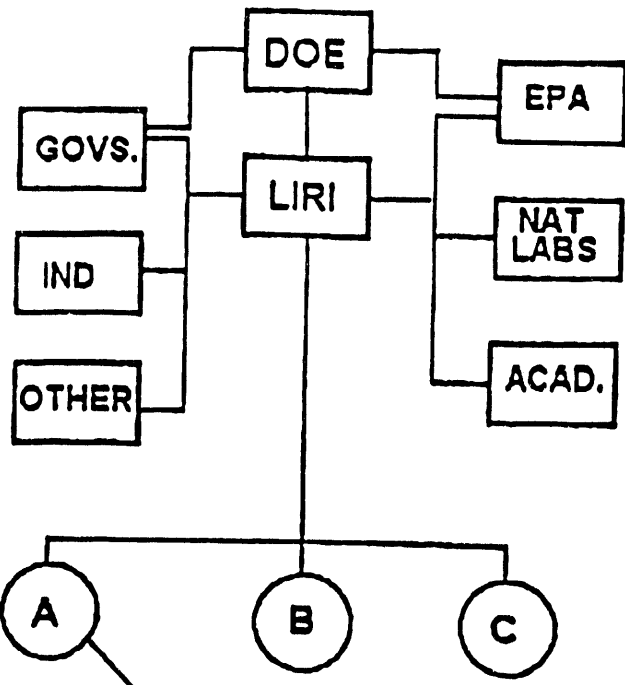 DOE
EPA
GOVS.
LIRI
NAT
LABS
IND
ACAD.
OTHER
A
B
C